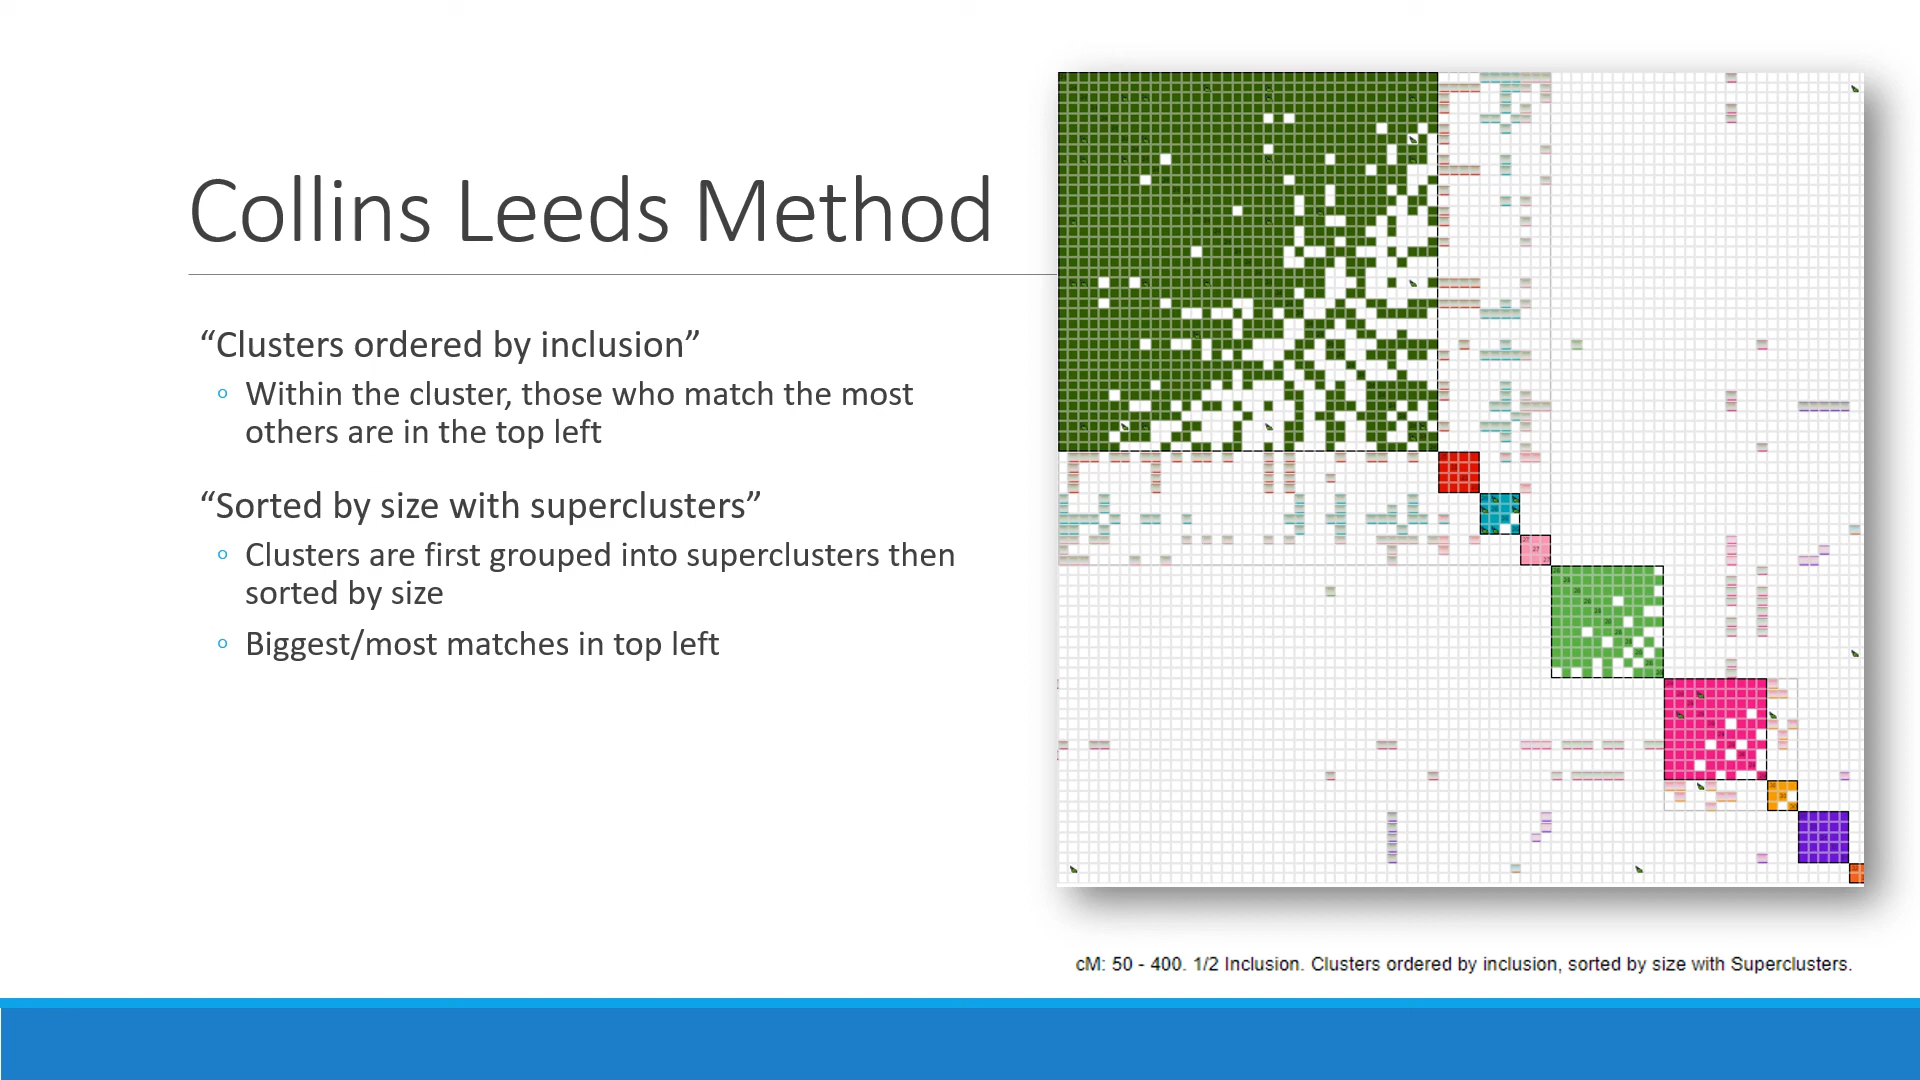 Collins Leeds Method
“Clusters ordered by inclusion”
◦ Within the cluster, those who match the most
others are in the top left
“Sorted by size with superclusters”
◦ Clusters are first grouped into superclusters then
sorted by size
◦ Biggest/most matches in top left
cM: 50 - 400. 1/2 Inclusion. Clusters ordered by inclusion, sorted by size with Superclusters.